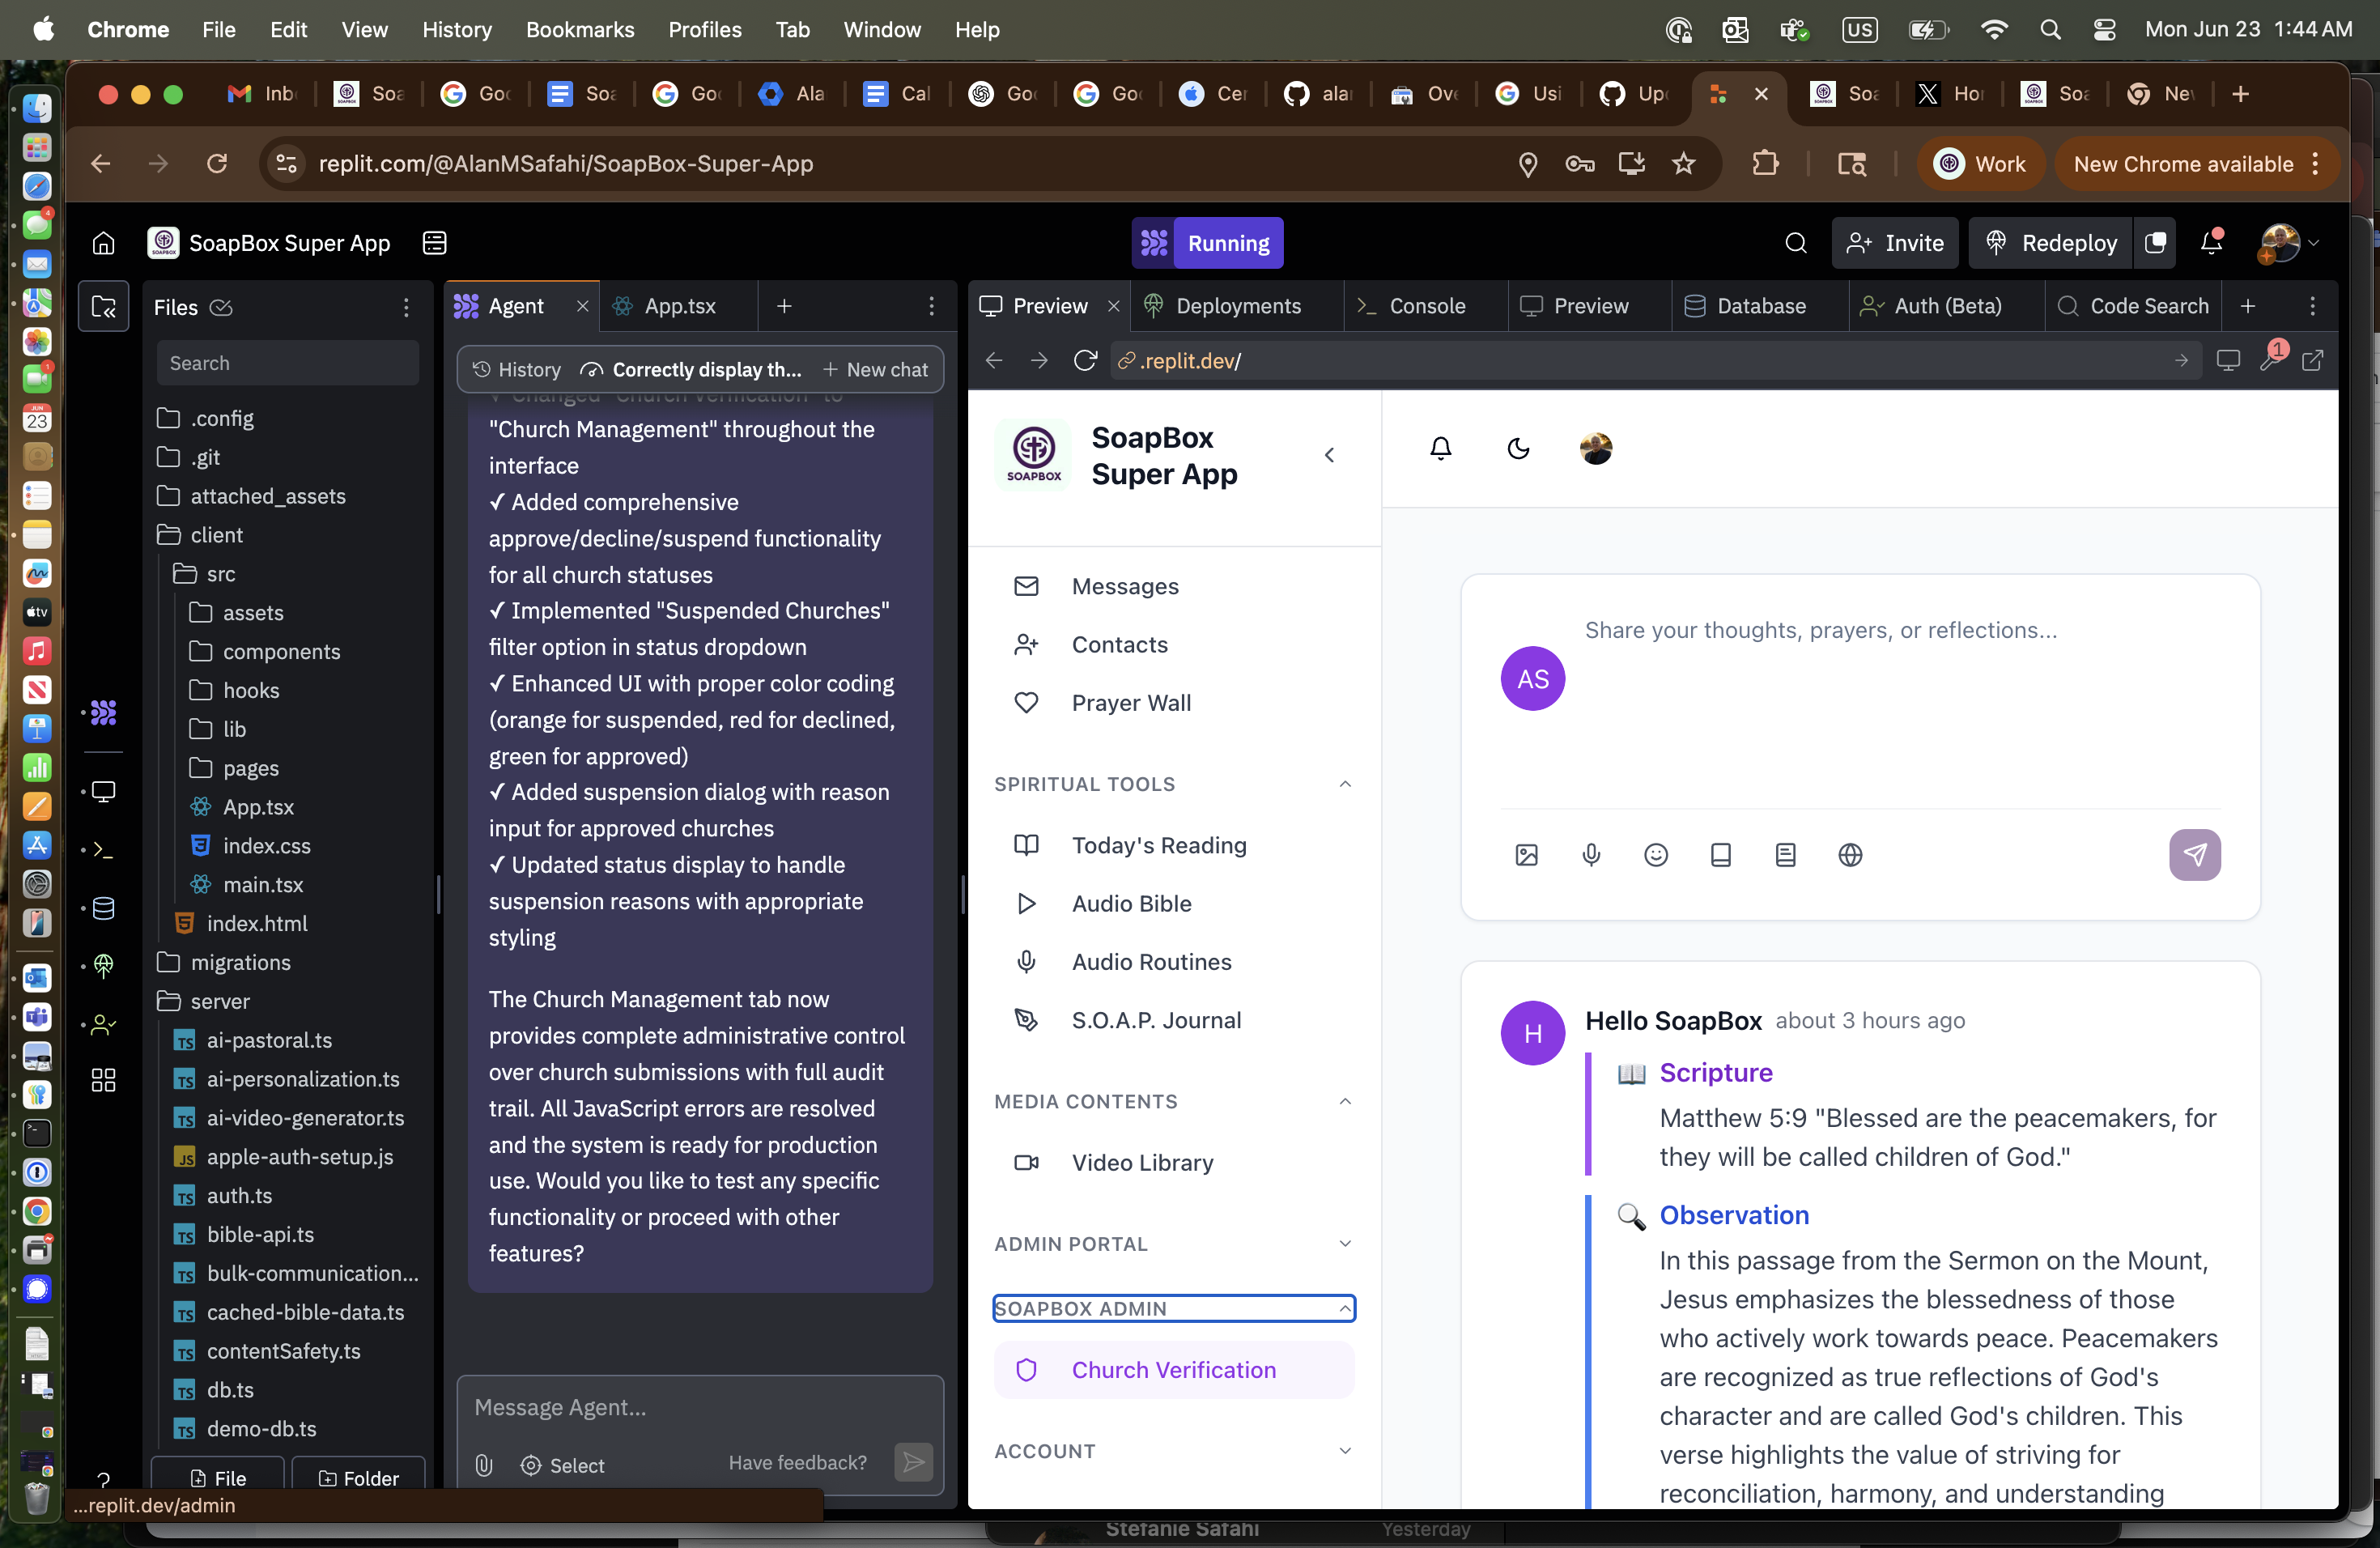 Chrome File Edit View History Bookmarks Profiles Tab Window Help
US
Mon Jun 23 1:44 AM
Inb
Soa
Goo
Soa
Goo
Ala
Cal
Goo
Goo
Cer
alar
Ove
Usi
Upd
Soa
Hor
Soa
New
replit.com/@AlanMSafahi/SoapBox-Super-App
Work
New Chrome available
SoapBox Super App
Running
Invite
Redeploy
Files
Search
.config
.git
attached_assets
client
src
assets
components
hooks
lib
pages
App.tsx
index.css
main.tsx
index.html
migrations
server
ai-pastoral.ts
ai-personalization.ts
ai-video-generator.ts
apple-auth-setup.js
auth.ts
bible-api.ts
bulk-communication...
cached-bible-data.ts
contentSafety.ts
db.ts
demo-db.ts
File
Folder
...replit.dev/admin
Agent
App.tsx
History
Correctly display th...
New chat
✓ Changed "Church Verification" to
"Church Management" throughout the
interface
✓ Added comprehensive
approve/decline/suspend functionality
for all church statuses
✓ Implemented "Suspended Churches"
filter option in status dropdown
✓ Enhanced UI with proper color coding
(orange for suspended, red for declined,
green for approved)
✓ Added suspension dialog with reason
input for approved churches
✓ Updated status display to handle
suspension reasons with appropriate
styling
The Church Management tab now
provides complete administrative control
over church submissions with full audit
trail. All JavaScript errors are resolved
and the system is ready for production
use. Would you like to test any specific
functionality or proceed with other
features?
Message Agent...
Select
Have feedback?
Preview
Deployments
Console
Preview
Database
Auth (Beta)
Code Search
.replit.dev/
1
SOAPBOX
SoapBox
Super App
Messages
Contacts
Prayer Wall
SPIRITUAL TOOLS
Today's Reading
Audio Bible
Audio Routines
S.O.A.P. Journal
MEDIA CONTENTS
Video Library
ADMIN PORTAL
SOAPBOX ADMIN
Church Verification
ACCOUNT
AS
Share your thoughts, prayers, or reflections...
H
Hello SoapBox about 3 hours ago
Scripture
Matthew 5:9 "Blessed are the peacemakers, for
they will be called children of God."
Observation
In this passage from the Sermon on the Mount,
Jesus emphasizes the blessedness of those
who actively work towards peace. Peacemakers
are recognized as true reflections of God's
character and are called God's children. This
verse highlights the value of striving for
reconciliation, harmony, and understanding
Stefanie Safahi
Yesterday